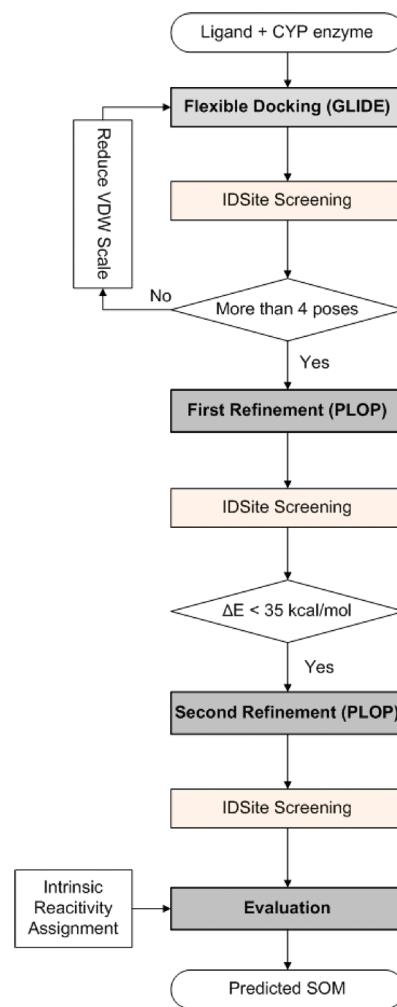 Ligand + CYP enzyme
Flexible Docking (GLIDE)
Reduce VDW Scale
IDSite Screening
More than 4 poses
No
Yes
First Refinement (PLOP)
IDSite Screening
ΔE < 35 kcal/mol
Yes
Second Refinement (PLOP)
IDSite Screening
Intrinsic
Reacitivity
Assignment
Evaluation
Predicted SOM